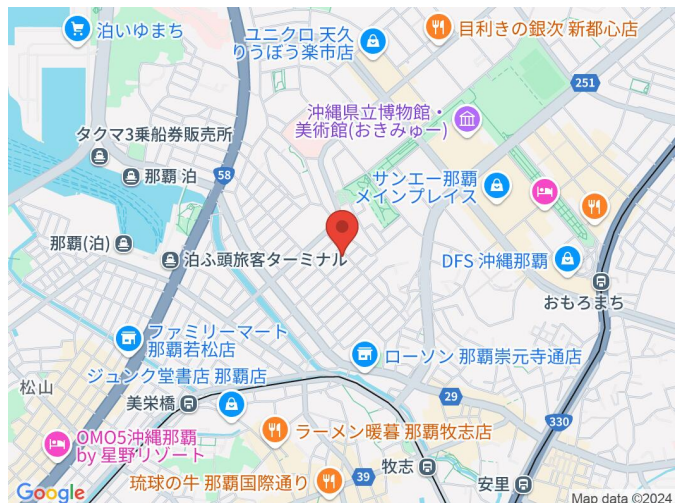 泊いゆまち
ユニクロ 天久
りうぼう楽市店
目利きの銀次 新都心店
251
沖縄県立博物館・
美術館(おきみゅー)
タクマ3乗船券販売所
那覇 泊
58
サンエー那覇
メインプレイス
那覇(泊)
泊ふ頭旅客ターミナル
DFS 沖縄那覇
おもろまち
ファミリーマート
那覇若松店
ローソン 那覇崇元寺通店
ジュンク堂書店 那覇店
松山
美栄橋
29
330
OMO5沖縄那覇
by 星野リゾート
ラーメン暖暮 那覇牧志店
牧志
安里
琉球の牛 那覇国際通り
39
Google
Map data ©2024